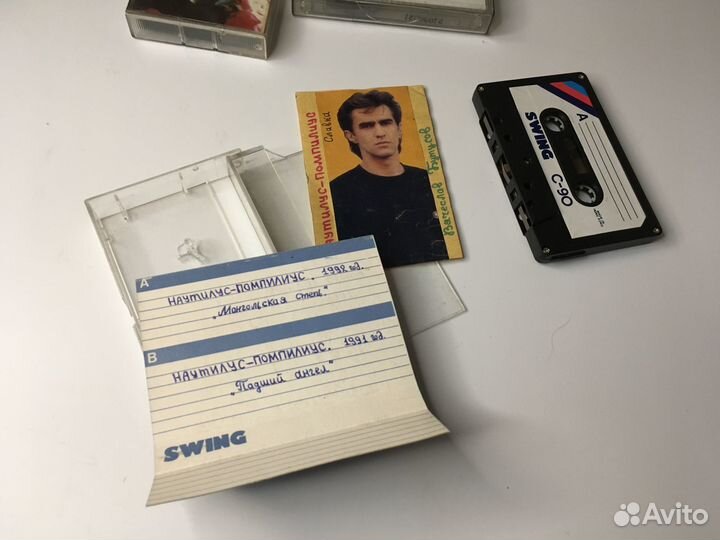 НАУТИЛУС-ПОМПИЛИУС
Сливки
Вячеслав Бутусов
A
SWING
C-90
A
НАУТИЛУС-ПОМПИЛИУС. 1992 год.
„Монгольская степь"
B
НАУТИЛУС-ПОМПИЛИУС. 1991 год.
„Падший ангел"
SWING
Avito